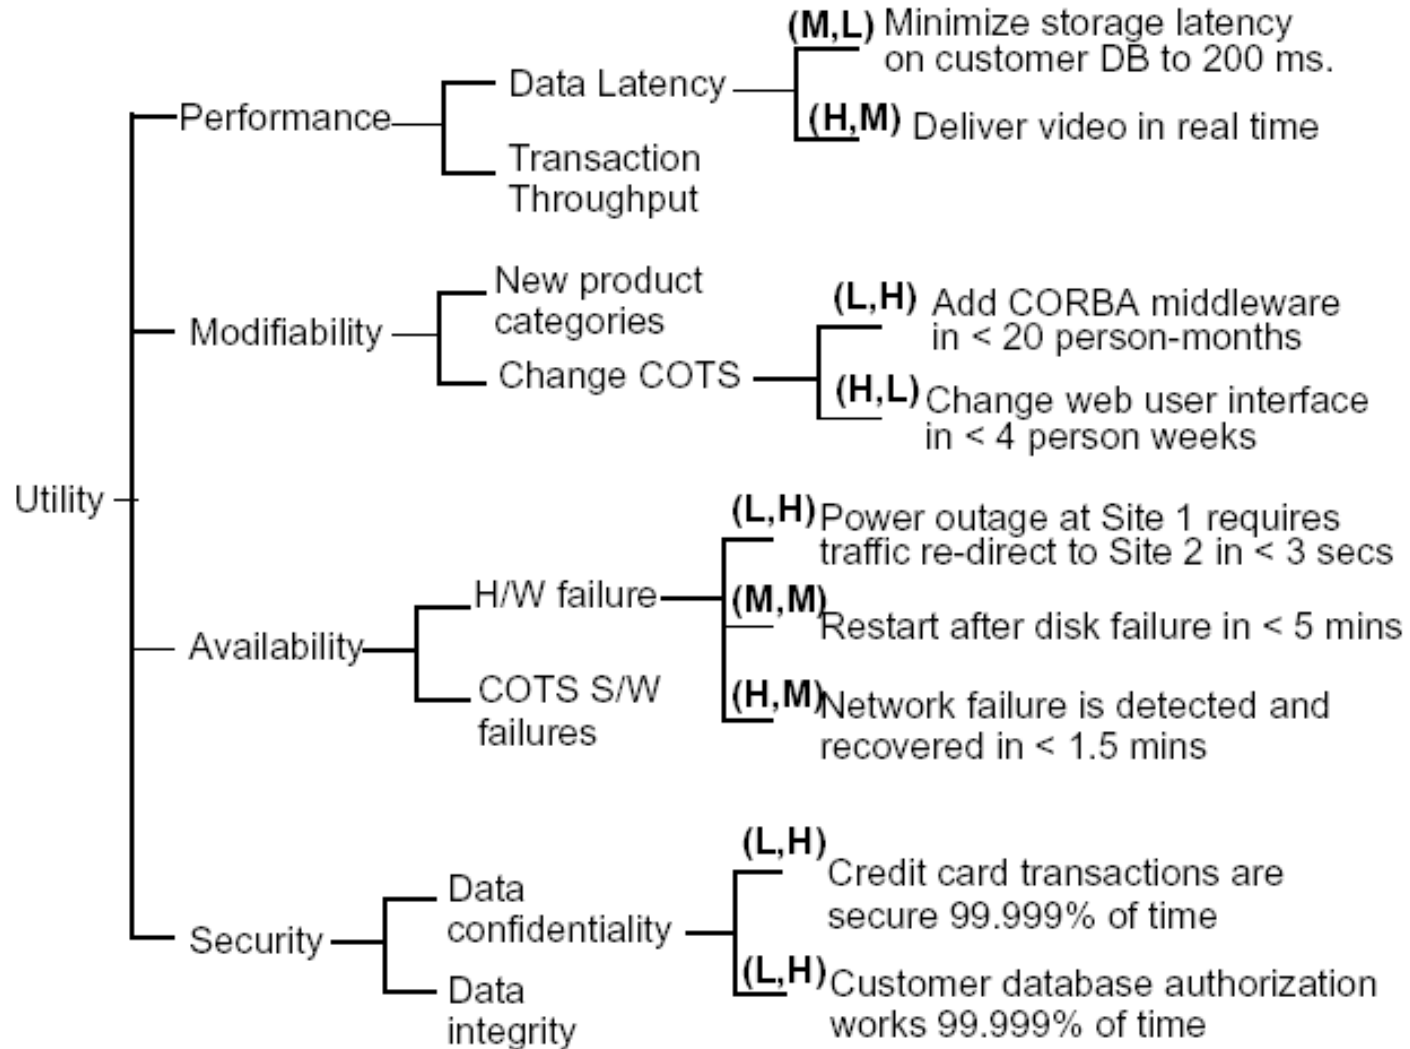 (M,L) Minimize storage latency
on customer DB to 200 ms.
Data Latency
Performance
(H,M) Deliver video in real time
Transaction
Throughput
New product
categories
(L,H) Add CORBA middleware
in < 20 person-months
Modifiability
Change COTS
(H,L) Change web user interface
in < 4 person weeks
Utility
(L,H) Power outage at Site 1 requires
traffic re-direct to Site 2 in < 3 secs
H/W failure
(M,M) Restart after disk failure in < 5 mins
Availability
COTS S/W
failures
(H,M) Network failure is detected and
recovered in < 1.5 mins
(L,H) Credit card transactions are
secure 99.999% of time
Data
confidentiality
Security
(L,H) Customer database authorization
works 99.999% of time
Data
integrity